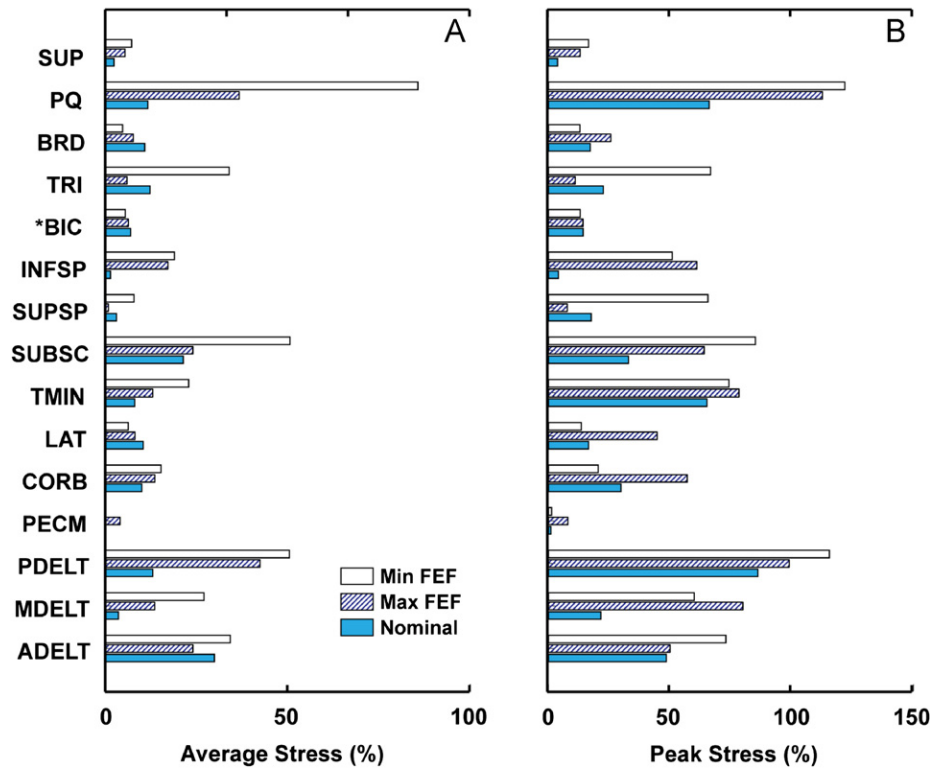 A
B
SUP
PQ
BRD
TRI
*BIC
INFSP
SUPSP
SUBSC
TMIN
LAT
CORB
PECM
PDELT
MDELT
ADELT
Min FEF
Max FEF
Nominal
0 50 100
0 50 100 150
Average Stress (%)
Peak Stress (%)